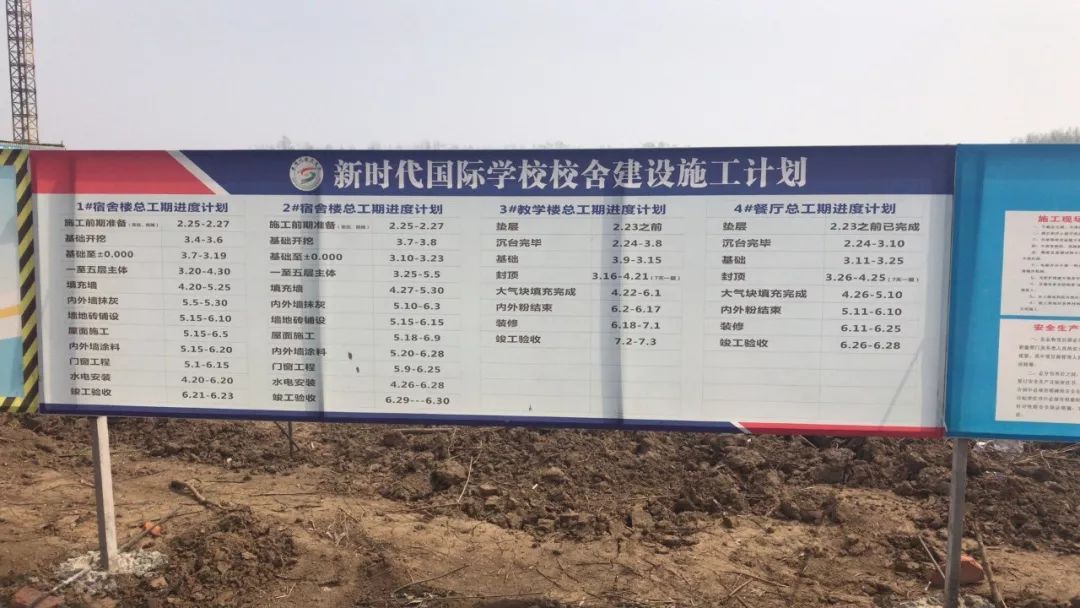 新时代国际学校校舍建设施工计划
1#宿舍楼总工期进度计划
施工前期准备 2.25-2.27
基础开挖 3.4-3.6
基础至±0.000 3.7-3.19
一至五层主体 3.20-4.30
填充墙 4.20-5.25
内外墙抹灰 5.5-5.30
墙地砖铺设 5.15-6.10
屋面施工 5.15-6.5
内外墙涂料 5.15-6.20
门窗工程 5.1-6.15
水电安装 4.20-6.20
竣工验收 6.21-6.23
2#宿舍楼总工期进度计划
施工前期准备 2.25-2.27
基础开挖 3.7-3.8
基础至±0.000 3.10-3.23
一至五层主体 3.25-5.5
填充墙 4.27-5.30
内外墙抹灰 5.10-6.3
墙地砖铺设 5.15-6.15
屋面施工 5.18-6.9
内外墙涂料 5.20-6.28
门窗工程 5.9-6.25
水电安装 4.26-6.28
竣工验收 6.29---6.30
3#教学楼总工期进度计划
垫层 2.23之前
沉台完毕 2.24-3.8
基础 3.9-3.15
封顶 3.16-4.21(7天一层)
大气块填充完成 4.22-6.1
内外粉结束 6.2-6.17
装修 6.18-7.1
竣工验收 7.2-7.3
4#餐厅总工期进度计划
垫层 2.23之前已完成
沉台完毕 2.24-3.10
基础 3.11-3.25
封顶 3.26-4.25(7天一层)
大气块填充完成 4.26-5.10
内外粉结束 5.11-6.10
装修 6.11-6.25
竣工验收 6.26-6.28
施工现场
安全生产